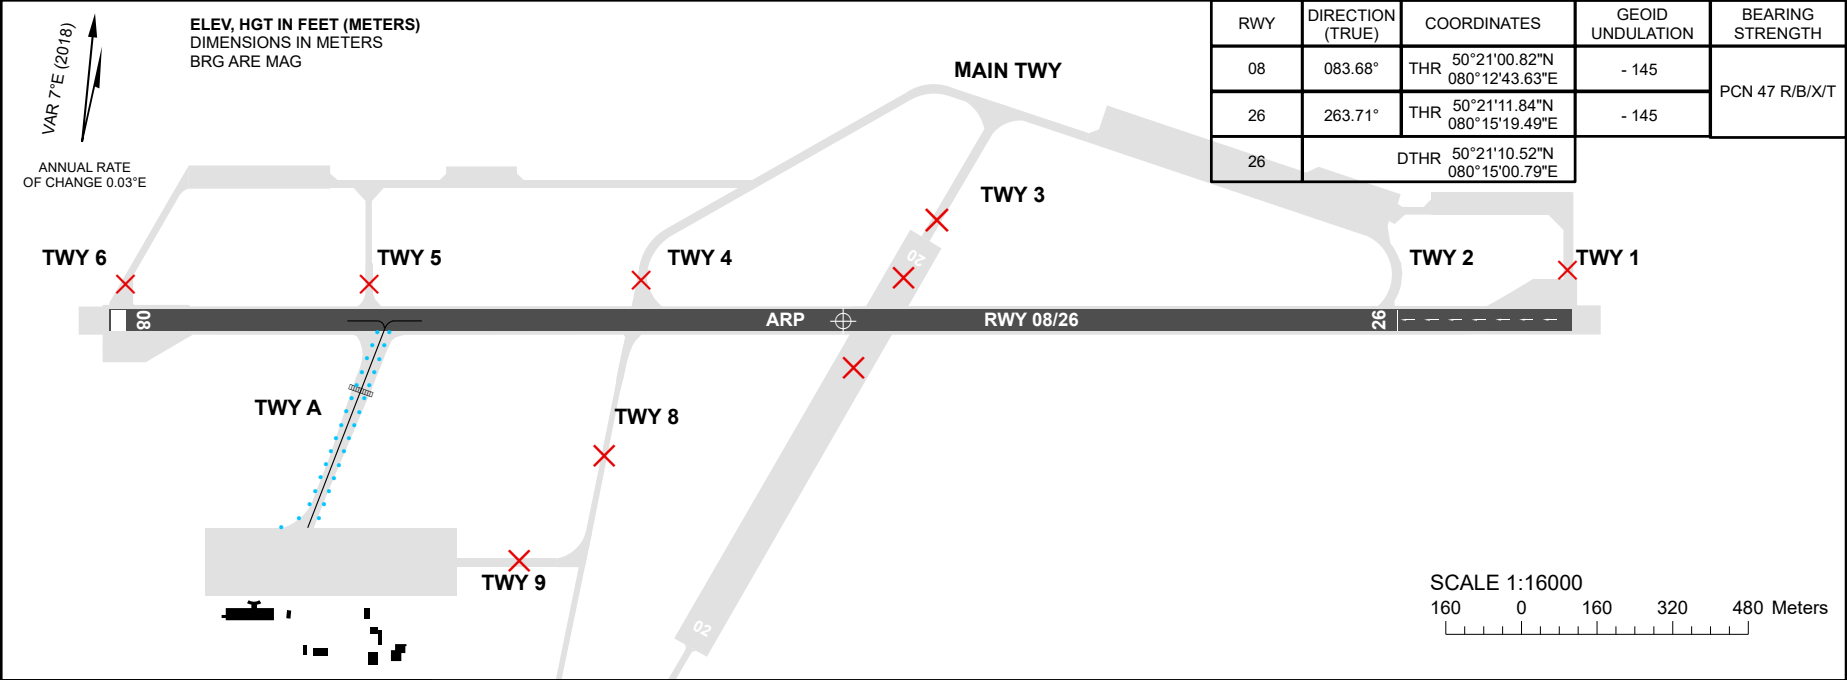 VAR 7°E (2018)
ANNUAL RATE
OF CHANGE 0.03°E
ELEV, HGT IN FEET (METERS)
DIMENSIONS IN METERS
BRG ARE MAG
RWY DIRECTION (TRUE) COORDINATES GEOID UNDULATION BEARING STRENGTH
08 083.68° THR 50°21'00.82"N 080°12'43.63"E - 145 PCN 47 R/B/X/T
26 263.71° THR 50°21'11.84"N 080°15'19.49"E - 145
26 DTHR 50°21'10.52"N 080°15'00.79"E
MAIN TWY
TWY 3
TWY 6
TWY 5
TWY 4
20
TWY 2
TWY 1
08
ARP
RWY 08/26
26
TWY A
TWY 8
TWY 9
02
SCALE 1:16000
160 0 160 320 480 Meters